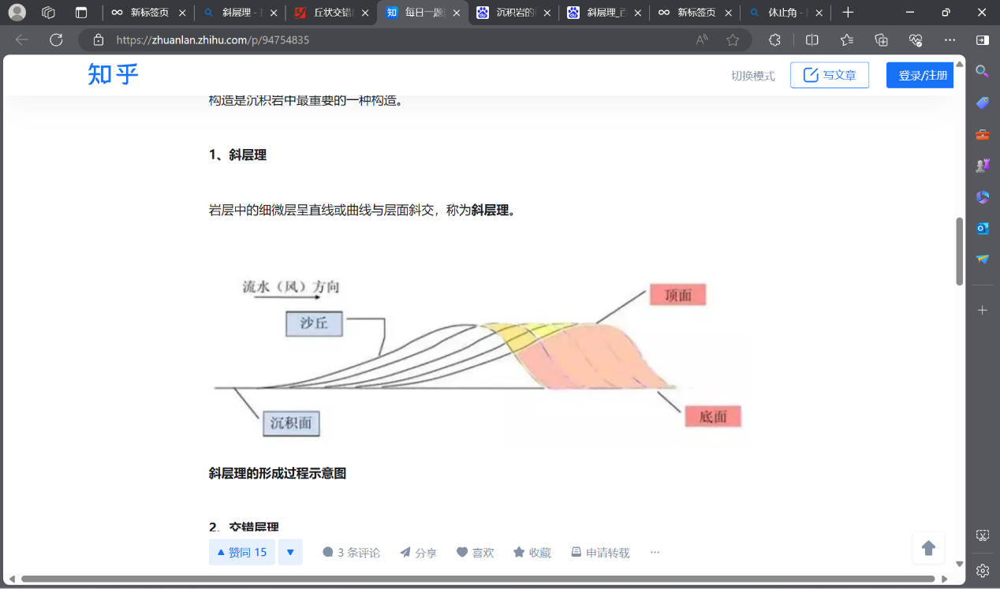 新标签页
斜层理 -
丘状交错
每日一题
沉积岩的
斜层理_百
新标签页
休止角 -
https://zhuanlan.zhihu.com/p/94754835
知乎
切换模式
写文章
登录/注册
构造是沉积岩中最重要的一种构造。
1、斜层理
岩层中的细微层呈直线或曲线与层面斜交，称为斜层理。
流水（风）方向
顶面
沙丘
沉积面
底面
斜层理的形成过程示意图
2、交错层理
赞同 15
3 条评论
分享
喜欢
收藏
申请转载